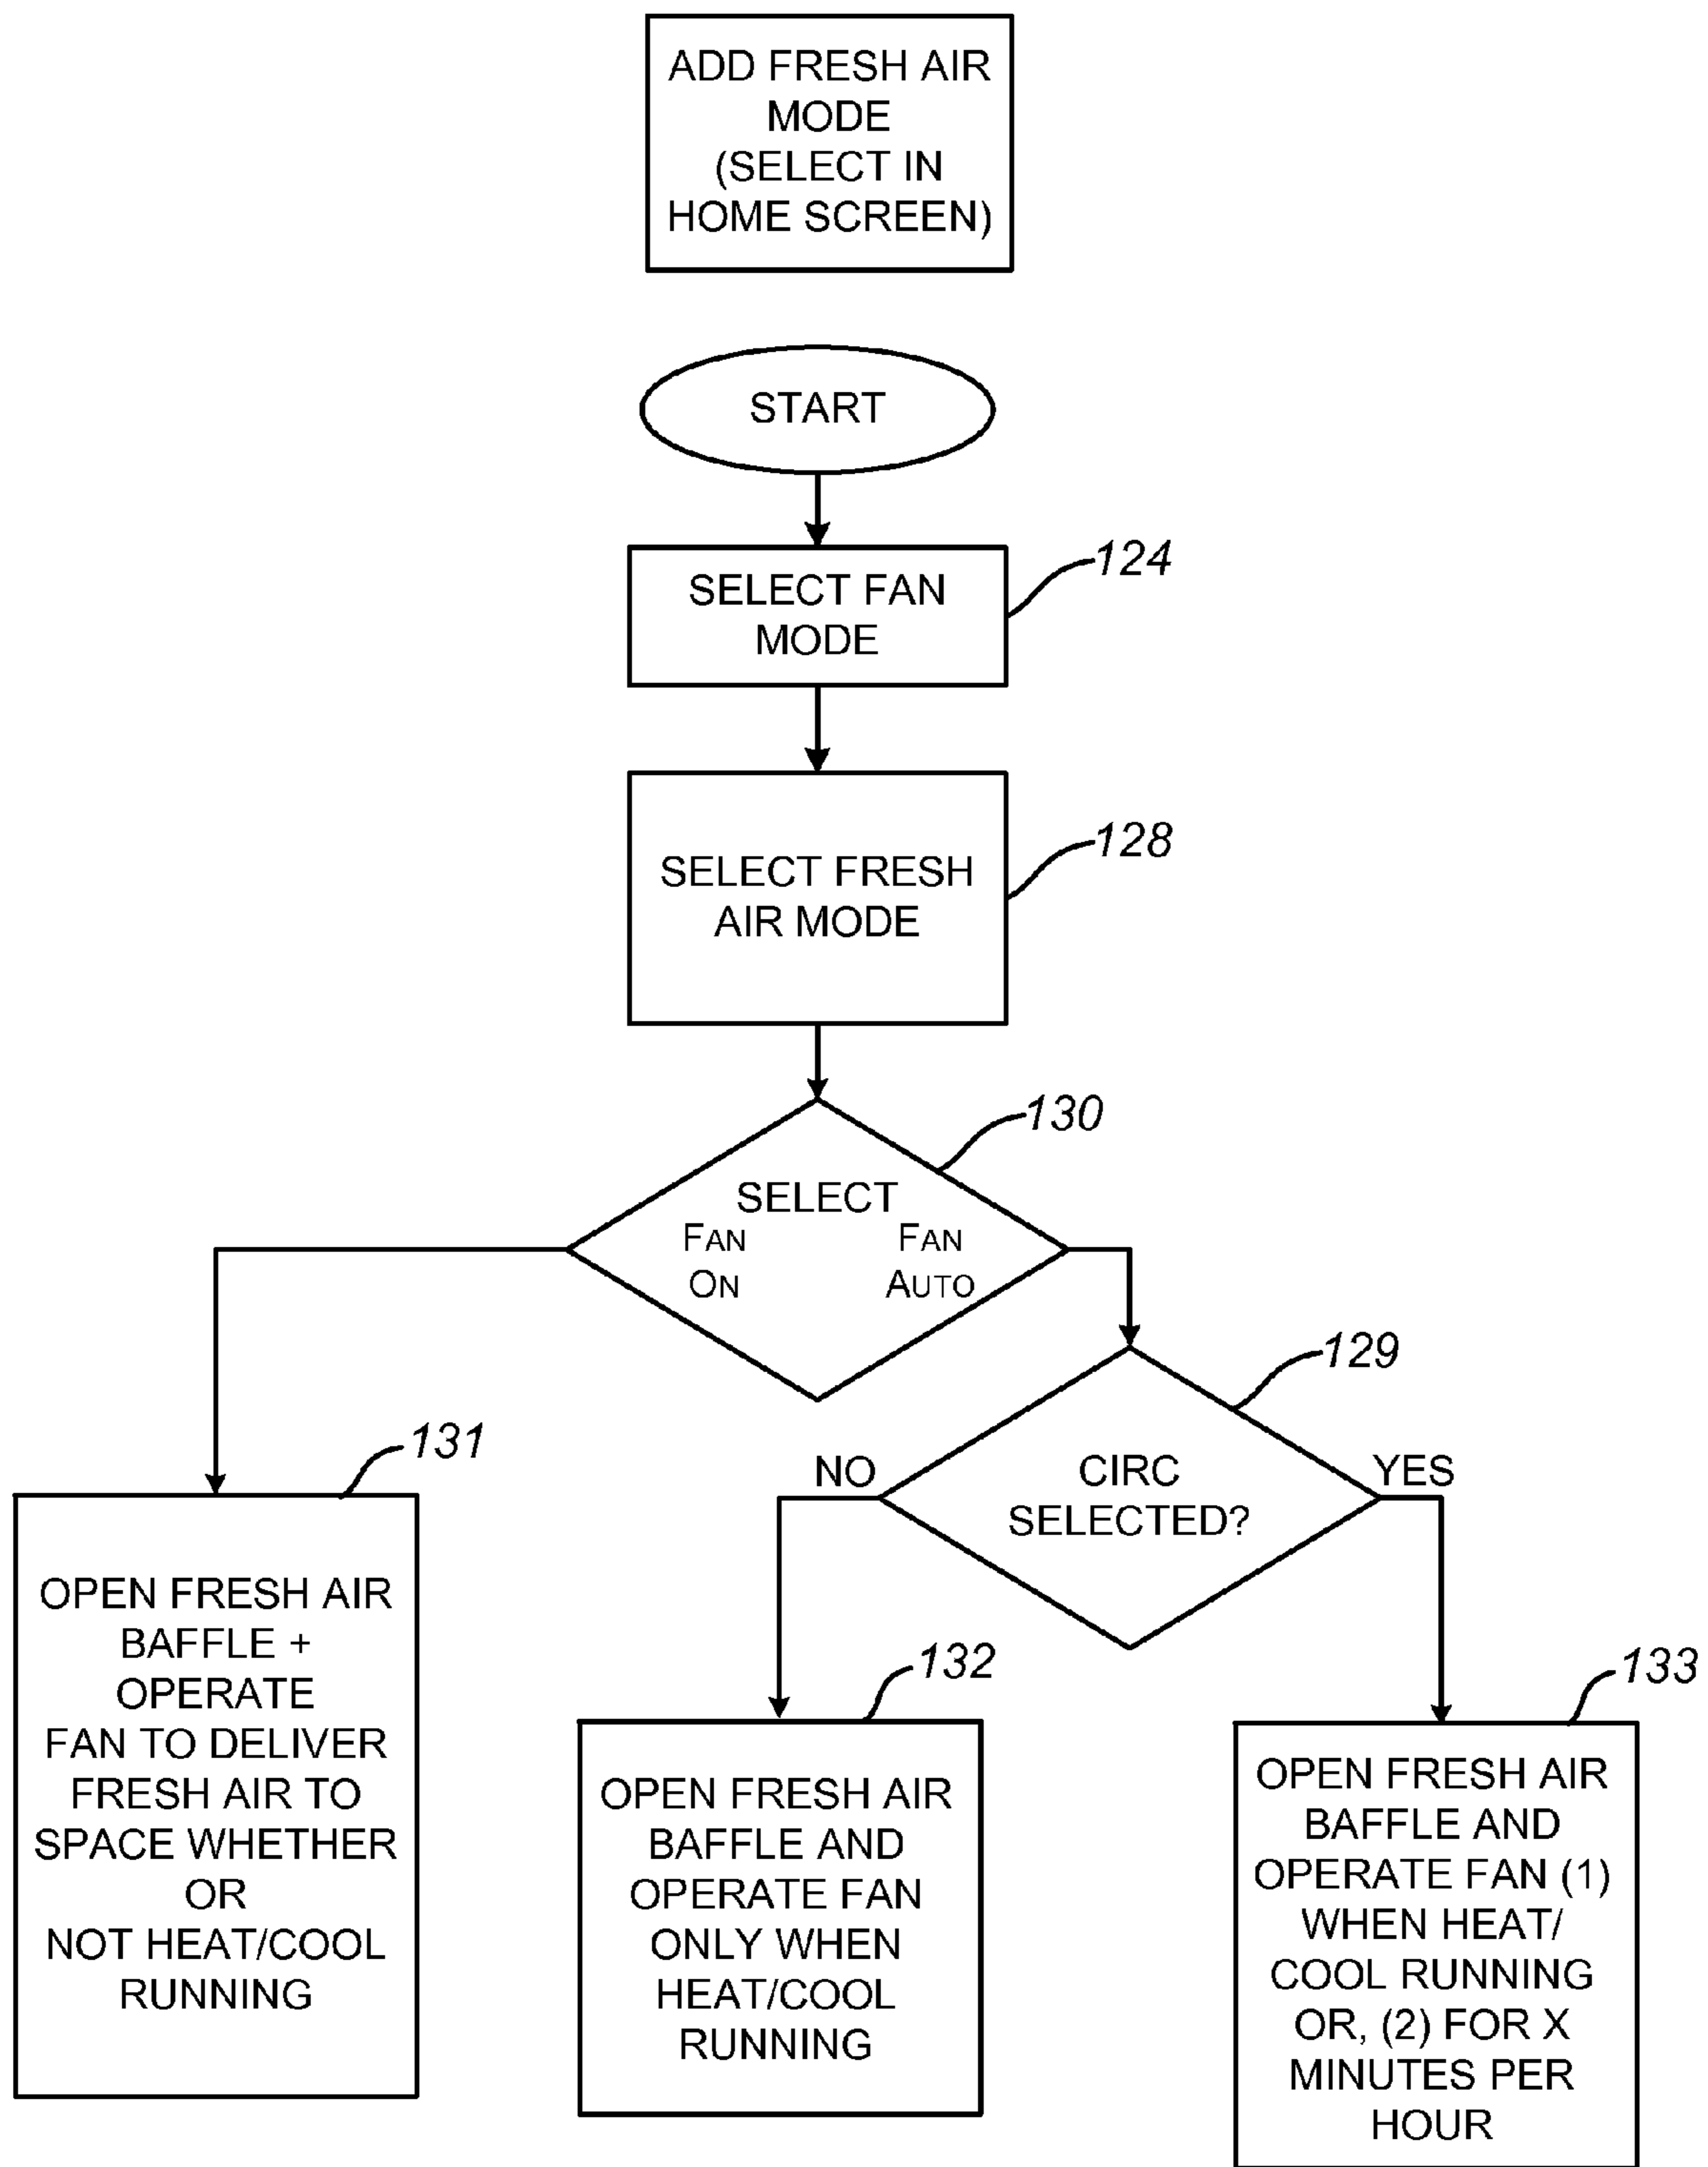 ADD FRESH AIR
MODE
(SELECT IN
HOME SCREEN)
START
124
SELECT FAN
MODE
128
SELECT FRESH
AIR MODE
130
SELECT
FAN ON
FAN AUTO
129
CIRC
SELECTED?
NO
YES
131
OPEN FRESH AIR
BAFFLE +
OPERATE
FAN TO DELIVER
FRESH AIR TO
SPACE WHETHER
OR
NOT HEAT/COOL
RUNNING
132
OPEN FRESH AIR
BAFFLE AND
OPERATE FAN
ONLY WHEN
HEAT/COOL
RUNNING
133
OPEN FRESH AIR
BAFFLE AND
OPERATE FAN (1)
WHEN HEAT/
COOL RUNNING
OR, (2) FOR X
MINUTES PER
HOUR